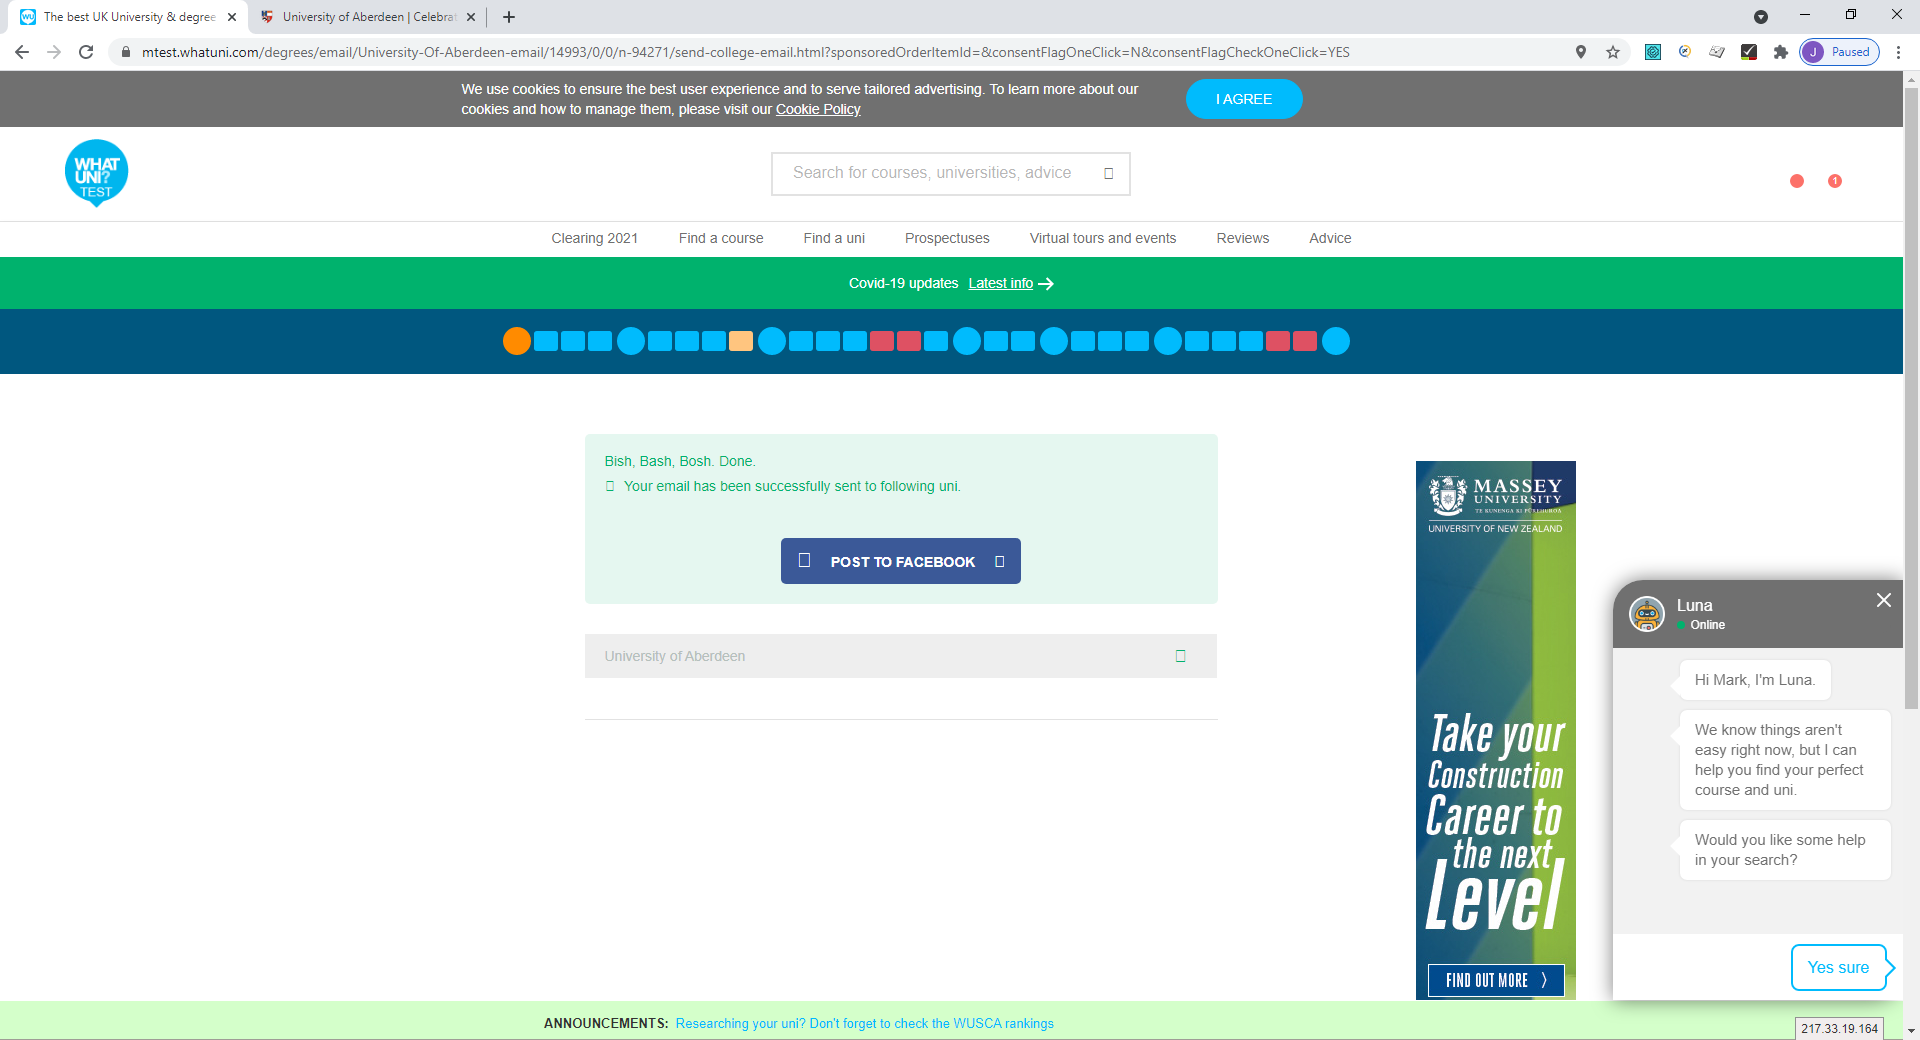 The best UK University & degree
University of Aberdeen | Celebrat
mtest.whatuni.com/degrees/email/University-Of-Aberdeen-email/14993/0/0/n-94271/send-college-email.html?sponsoredOrderItemId=&consentFlagOneClick=N&consentFlagCheckOneClick=YES
J Paused
We use cookies to ensure the best user experience and to serve tailored advertising. To learn more about our
cookies and how to manage them, please visit our Cookie Policy
I AGREE
WHAT
UNI?
TEST
Search for courses, universities, advice
1
Clearing 2021 Find a course Find a uni Prospectuses Virtual tours and events Reviews Advice
Covid-19 updates Latest info
Bish, Bash, Bosh. Done.
Your email has been successfully sent to following uni.
POST TO FACEBOOK
University of Aberdeen
MASSEY
UNIVERSITY
TE KUNENGA KI PŪREHUROA
UNIVERSITY OF NEW ZEALAND
Take your
Construction
Career to
the next
Level
FIND OUT MORE
Luna
Online
Hi Mark, I'm Luna.
We know things aren't
easy right now, but I can
help you find your perfect
course and uni.
Would you like some help
in your search?
Yes sure
ANNOUNCEMENTS: Researching your uni? Don't forget to check the WUSCA rankings
217.33.19.164